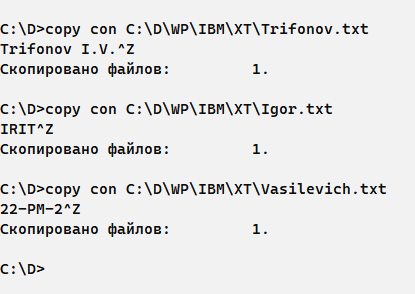 C:\D>copy con C:\D\WP\IBM\XT\Trifonov.txt
Trifonov I.V.^Z
Скопировано файлов:         1.
C:\D>copy con C:\D\WP\IBM\XT\Igor.txt
IRIT^Z
Скопировано файлов:         1.
C:\D>copy con C:\D\WP\IBM\XT\Vasilevich.txt
22-PM-2^Z
Скопировано файлов:         1.
C:\D>